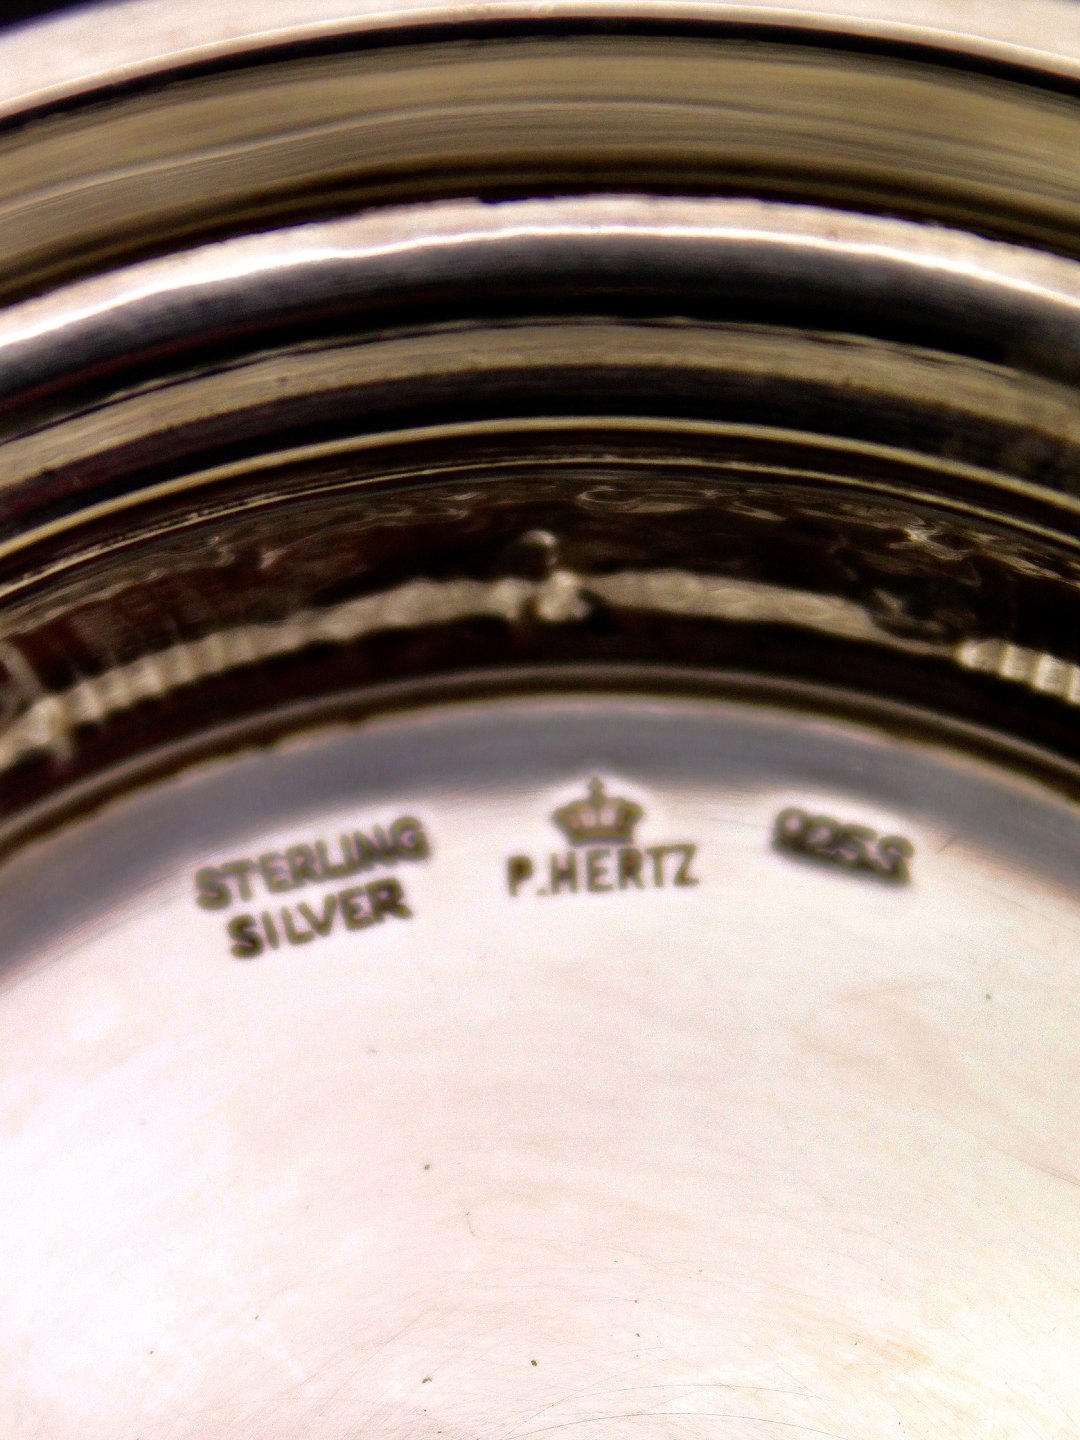 STERLING
SILVER
P.HERTZ
925S